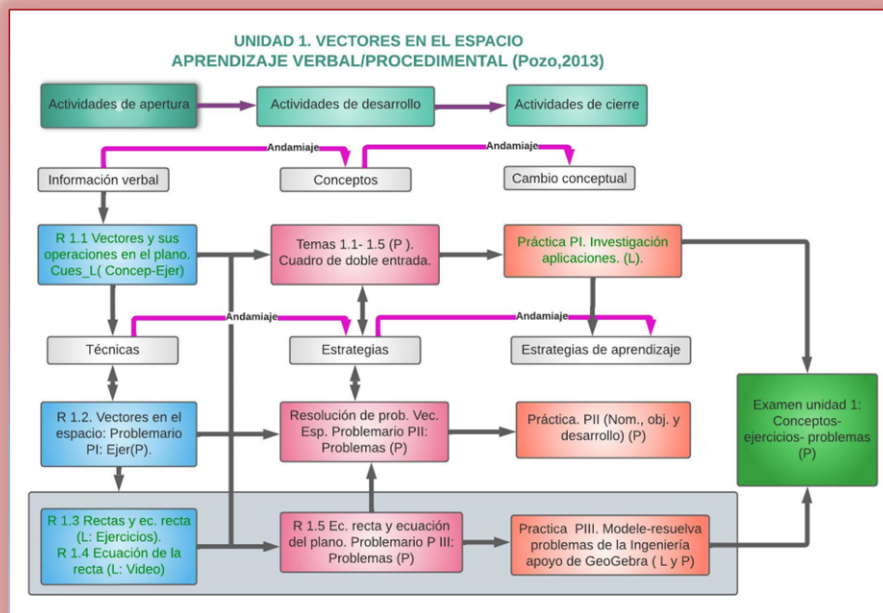 UNIDAD 1. VECTORES EN EL ESPACIO
APRENDIZAJE VERBAL/PROCEDIMENTAL (Pozo,2013)
Actividades de apertura
Actividades de desarrollo
Actividades de cierre
Andamiaje
Andamiaje
Información verbal
Conceptos
Cambio conceptual
R 1.1 Vectores y sus
operaciones en el plano.
Cues_L( Concep-Ejer)
Temas 1.1- 1.5 (P ).
Cuadro de doble entrada.
Práctica PI. Investigación
aplicaciones. (L).
Andamiaje
Andamiaje
Técnicas
Estrategias
Estrategias de aprendizaje
R 1.2. Vectores en el
espacio: Problemario
PI: Ejer(P).
Resolución de prob. Vec.
Esp. Problemario PII:
Problemas (P)
Práctica. PII (Nom., obj. y
desarrollo) (P)
Examen unidad 1:
Conceptos-
ejercicios- problemas
(P)
R 1.3 Rectas y ec. recta
(L: Ejercicios).
R 1.4 Ecuación de la
recta (L: Video)
R 1.5 Ec. recta y ecuación
del plano. Problemario P III:
Problemas (P)
Practica PIII. Modele-resuelva
problemas de la Ingeniería
apoyo de GeoGebra ( L y P)